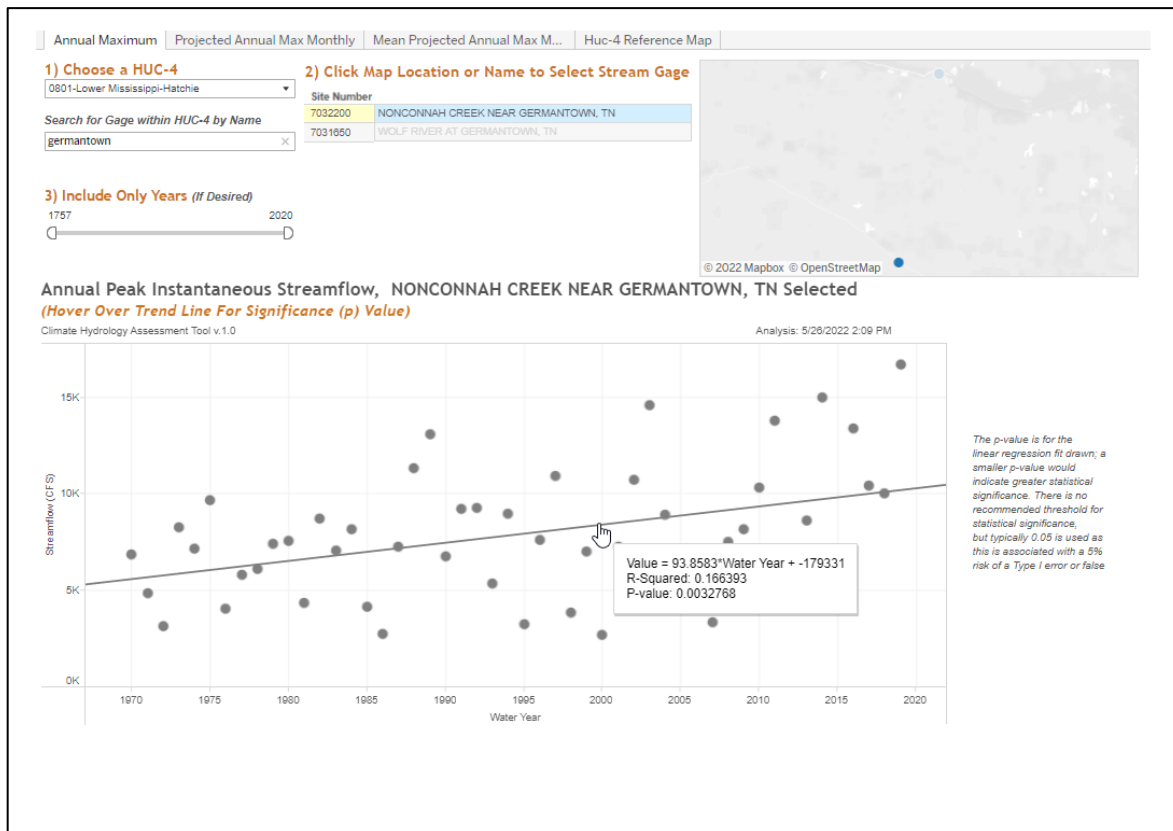 Annual Maximum
Projected Annual Max Monthly
Mean Projected Annual Max M...
Huc-4 Reference Map
1) Choose a HUC-4
0801-Lower Mississippi-Hatchie
Search for Gage within HUC-4 by Name
germantown
2) Click Map Location or Name to Select Stream Gage
Site Number
7032200 NONCONNAH CREEK NEAR GERMANTOWN, TN
7031650 WOLF RIVER AT GERMANTOWN, TN
3) Include Only Years (If Desired)
1757 2020
© 2022 Mapbox © OpenStreetMap
Annual Peak Instantaneous Streamflow, NONCONNAH CREEK NEAR GERMANTOWN, TN Selected
(Hover Over Trend Line For Significance (p) Value)
Climate Hydrology Assessment Tool v.1.0
Analysis: 5/26/2022 2:09 PM
Streamflow (CFS)
15K
10K
5K
0K
Value = 93.8583*Water Year + -179331
R-Squared: 0.166393
P-value: 0.0032768
1970 1975 1980 1985 1990 1995 2000 2005 2010 2015 2020
Water Year
The p-value is for the
linear regression fit drawn; a
smaller p-value would
indicate greater statistical
significance. There is no
recommended threshold for
statistical significance,
but typically 0.05 is used as
this is associated with a 5%
risk of a Type I error or false